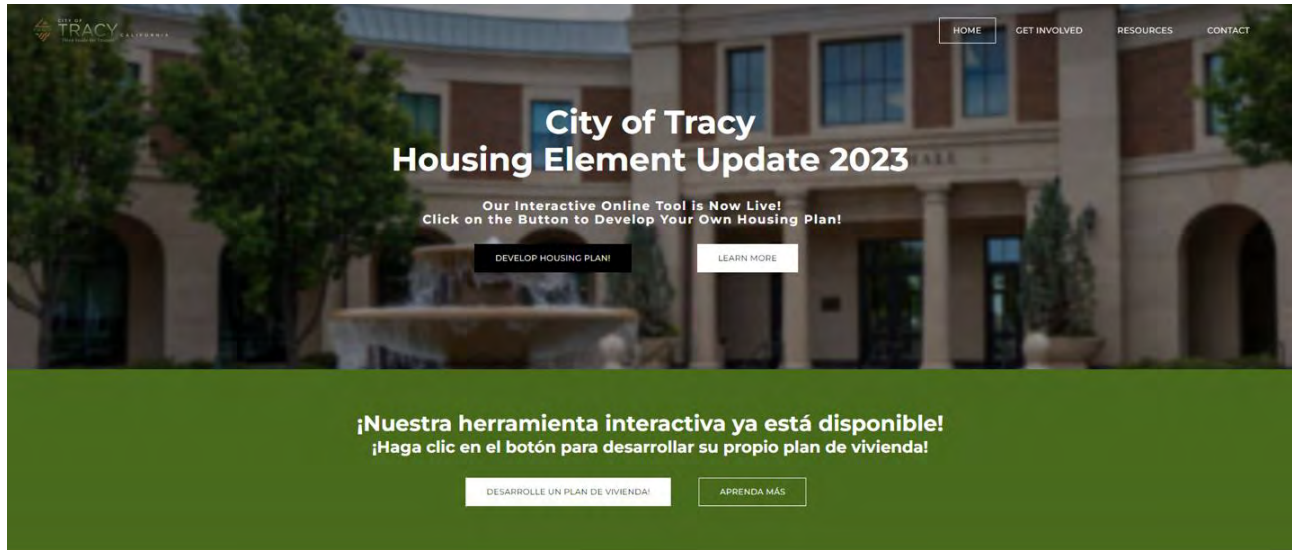 CITY OF
TRACY
CALIFORNIA
HOME
GET INVOLVED
RESOURCES
CONTACT
City of Tracy
Housing Element Update 2023
Our Interactive Online Tool is Now Live!
Click on the Button to Develop Your Own Housing Plan!
DEVELOP HOUSING PLAN!
LEARN MORE
¡Nuestra herramienta interactiva ya está disponible!
¡Haga clic en el botón para desarrollar su propio plan de vivienda!
DESARROLLE UN PLAN DE VIVIENDA!
APRENDA MÁS